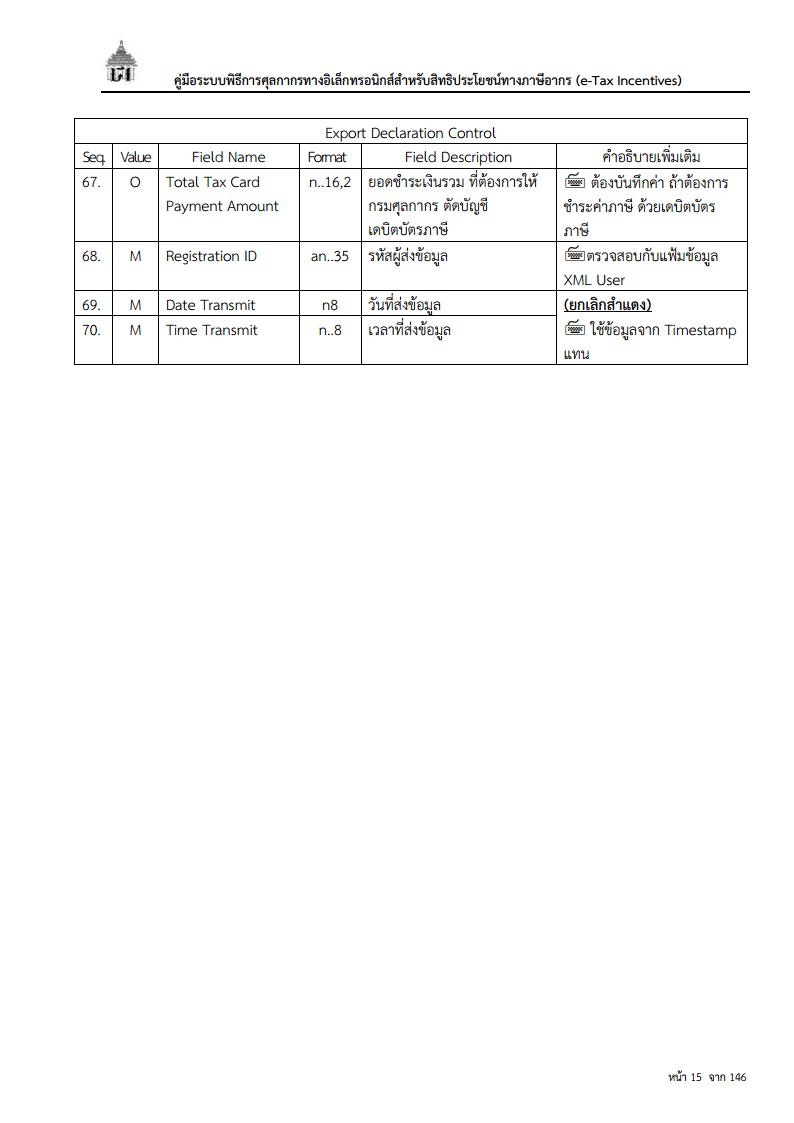 คู่มือระบบพิธีการศุลกากรทางอิเล็กทรอนิกส์สำหรับสิทธิประโยชน์ทางภาษีอากร (e-Tax Incentives)
Export Declaration Control
Seq. Value Field Name Format Field Description คำอธิบายเพิ่มเติม
67. O Total Tax Card n..16,2 ยอดชำระเงินรวม ที่ต้องการให้ ต้องบันทึกค่า ถ้าต้องการ
Payment Amount กรมศุลกากร ตัดบัญชี ชำระค่าภาษี ด้วยเดบิตบัตร
เดบิตบัตรภาษี ภาษี
68. M Registration ID an..35 รหัสผู้ส่งข้อมูล ตรวจสอบกับแฟ้มข้อมูล
XML User
69. M Date Transmit n8 วันที่ส่งข้อมูล (ยกเลิกสำแดง)
70. M Time Transmit n..8 เวลาที่ส่งข้อมูล ใช้ข้อมูลจาก Timestamp
แทน
หน้า 15 จาก 146